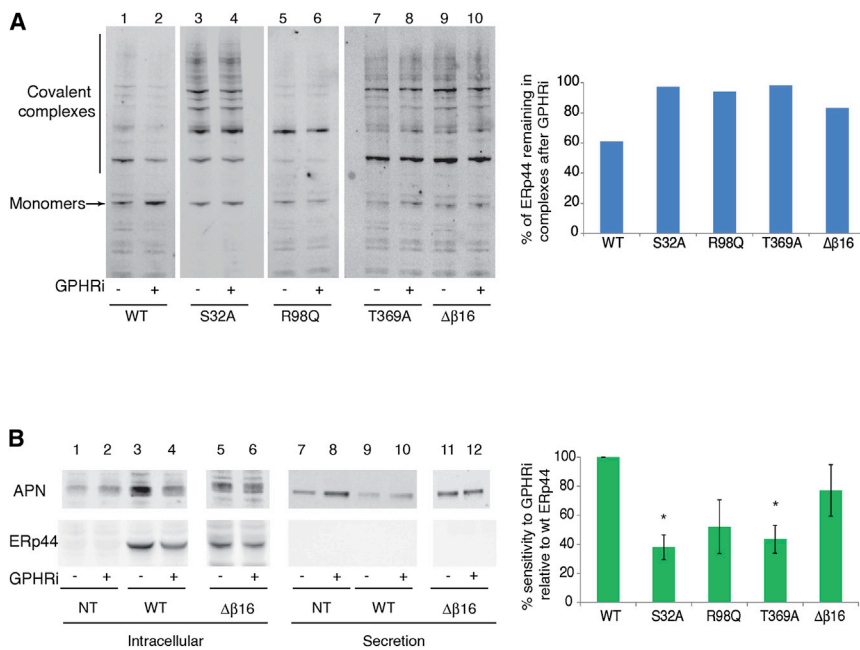 A
1 2 3 4 5 6 7 8 9 10
Covalent
complexes
Monomers
GPHRi - + - + - + - + - +
WT S32A R98Q T369A Δβ16
% of ERp44 remaining in
complexes after GPHRi
100
80
60
40
20
0
WT S32A R98Q T369A Δβ16
B
1 2 3 4 5 6 7 8 9 10 11 12
APN
ERp44
GPHRi - + - + - + - + - + - +
NT WT Δβ16 NT WT Δβ16
Intracellular Secretion
% sensitivity to GPHRi
relative to wt ERp44
100
80
60
40
20
0
* *
WT S32A R98Q T369A Δβ16